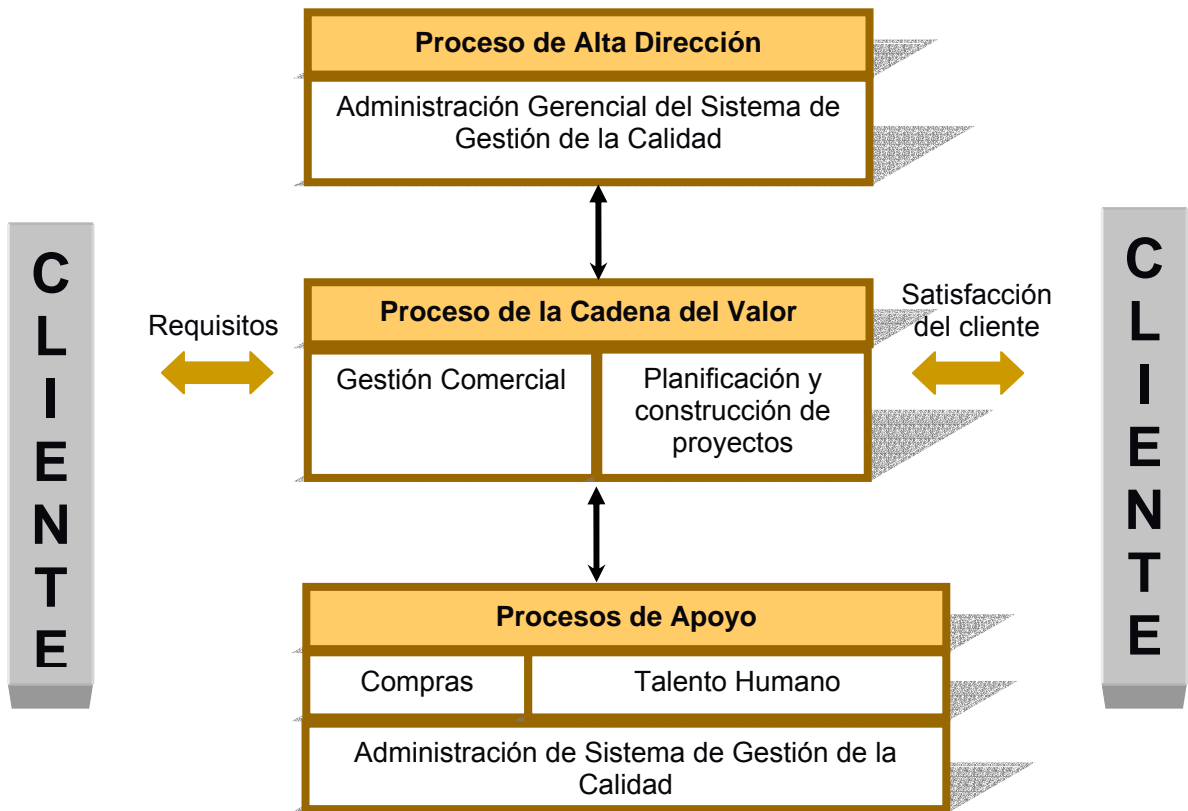 Proceso de Alta Dirección
Administración Gerencial del Sistema de
Gestión de la Calidad
CLIENTE
Requisitos
Proceso de la Cadena del Valor
Gestión Comercial
Planificación y
construcción de
proyectos
Satisfacción
del cliente
CLIENTE
Procesos de Apoyo
Compras
Talento Humano
Administración de Sistema de Gestión de la
Calidad